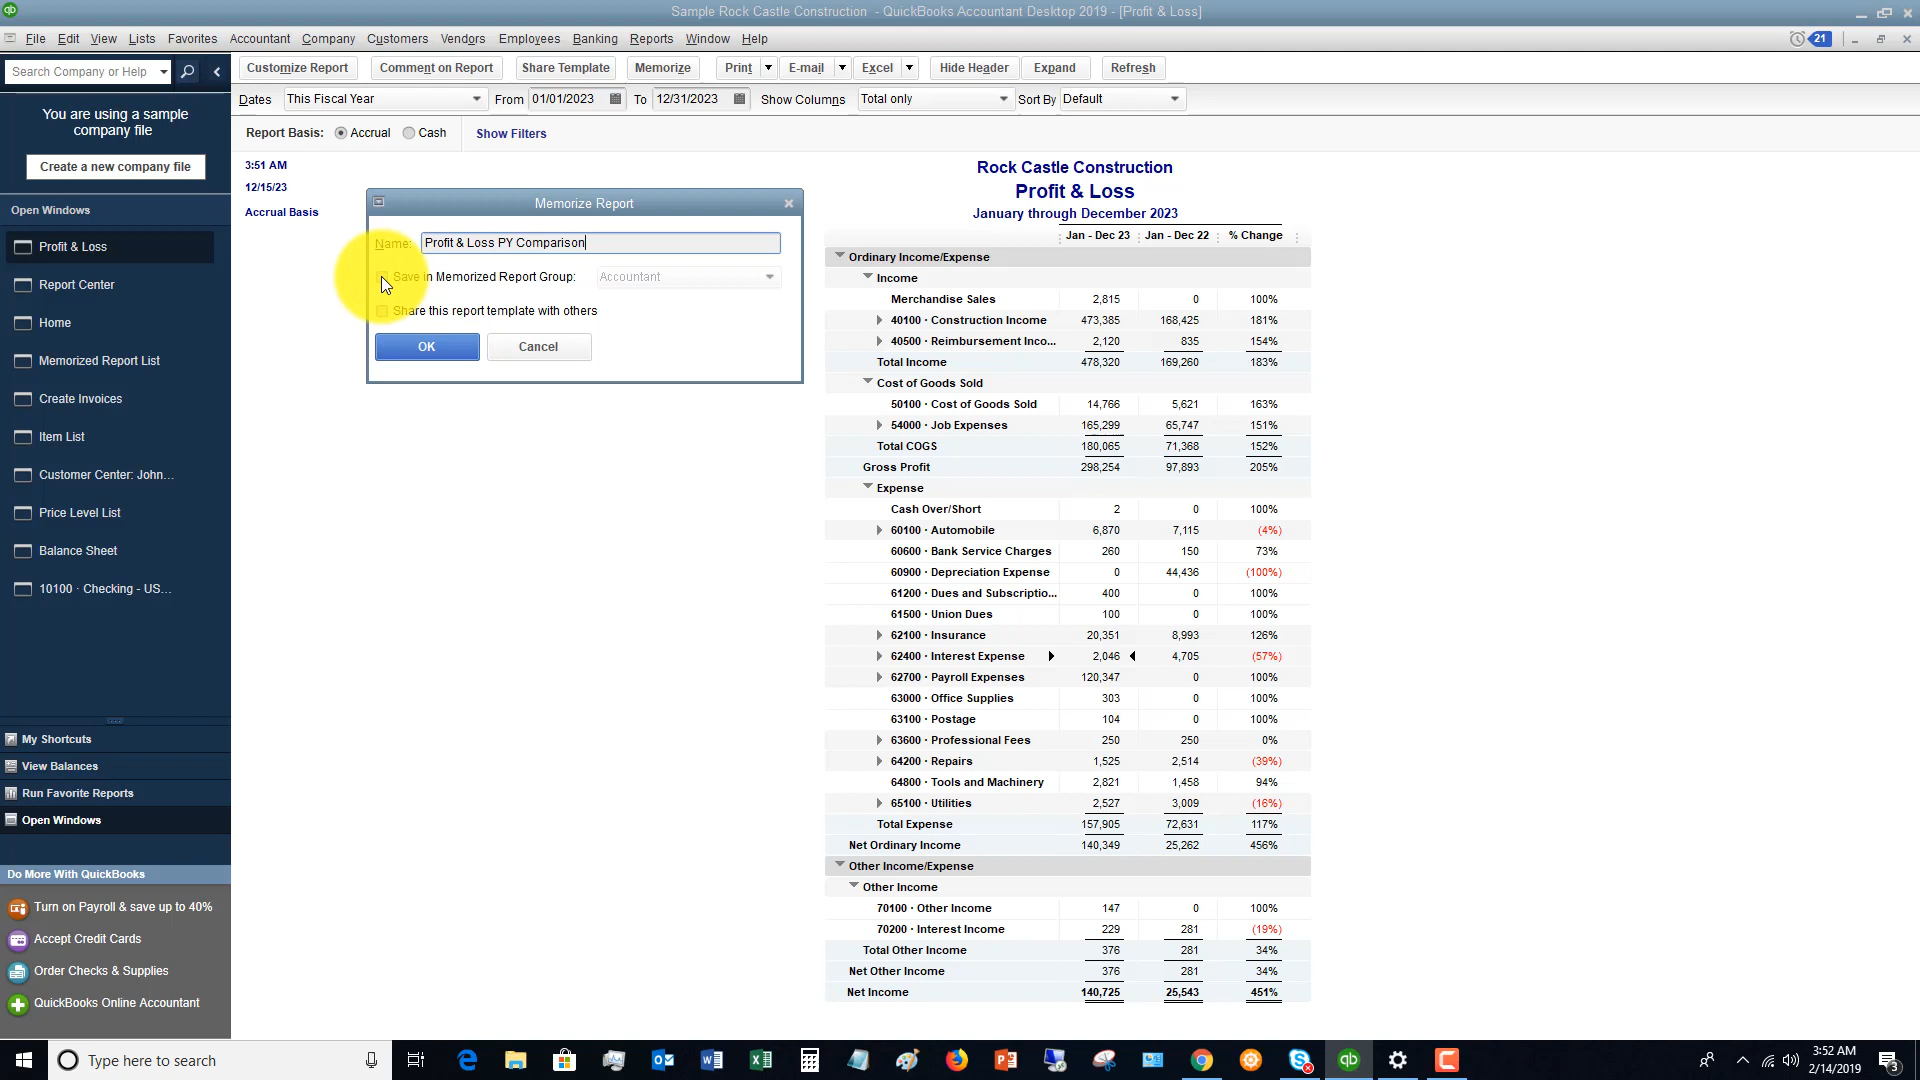 Sample Rock Castle Construction - QuickBooks Accountant Desktop 2019 - [Profit & Loss]
File Edit View Lists Favorites Accountant Company Customers Vendors Employees Banking Reports Window Help
21
Search Company or Help
Customize Report Comment on Report Share Template Memorize Print E-mail Excel Hide Header Expand Refresh
Dates This Fiscal Year From 01/01/2023 To 12/31/2023 Show Columns Total only Sort By Default
Report Basis: Accrual Cash Show Filters
You are using a sample
company file
Create a new company file
Open Windows
Profit & Loss
Report Center
Home
Memorized Report List
Create Invoices
Item List
Customer Center: John...
Price Level List
Balance Sheet
10100 · Checking - US...
My Shortcuts
View Balances
Run Favorite Reports
Open Windows
Do More With QuickBooks
Turn on Payroll & save up to 40%
Accept Credit Cards
Order Checks & Supplies
QuickBooks Online Accountant
3:51 AM
12/15/23
Accrual Basis
Memorize Report
Name: Profit & Loss PY Comparison
Save in Memorized Report Group: Accountant
Share this report template with others
OK Cancel
Rock Castle Construction
Profit & Loss
January through December 2023
Jan - Dec 23 Jan - Dec 22 % Change
Ordinary Income/Expense
Income
Merchandise Sales 2,815 0 100%
40100 · Construction Income 473,385 168,425 181%
40500 · Reimbursement Inco... 2,120 835 154%
Total Income 478,320 169,260 183%
Cost of Goods Sold
50100 · Cost of Goods Sold 14,766 5,621 163%
54000 · Job Expenses 165,299 65,747 151%
Total COGS 180,065 71,368 152%
Gross Profit 298,254 97,893 205%
Expense
Cash Over/Short 2 0 100%
60100 · Automobile 6,870 7,115 (4%)
60600 · Bank Service Charges 260 150 73%
60900 · Depreciation Expense 0 44,436 (100%)
61200 · Dues and Subscriptio... 400 0 100%
61500 · Union Dues 100 0 100%
62100 · Insurance 20,351 8,993 126%
62400 · Interest Expense 2,046 4,705 (57%)
62700 · Payroll Expenses 120,347 0 100%
63000 · Office Supplies 303 0 100%
63100 · Postage 104 0 100%
63600 · Professional Fees 250 250 0%
64200 · Repairs 1,525 2,514 (39%)
64800 · Tools and Machinery 2,821 1,458 94%
65100 · Utilities 2,527 3,009 (16%)
Total Expense 157,905 72,631 117%
Net Ordinary Income 140,349 25,262 456%
Other Income/Expense
Other Income
70100 · Other Income 147 0 100%
70200 · Interest Income 229 281 (19%)
Total Other Income 376 281 34%
Net Other Income 376 281 34%
Net Income 140,725 25,543 451%
Type here to search
3:52 AM
2/14/2019
3